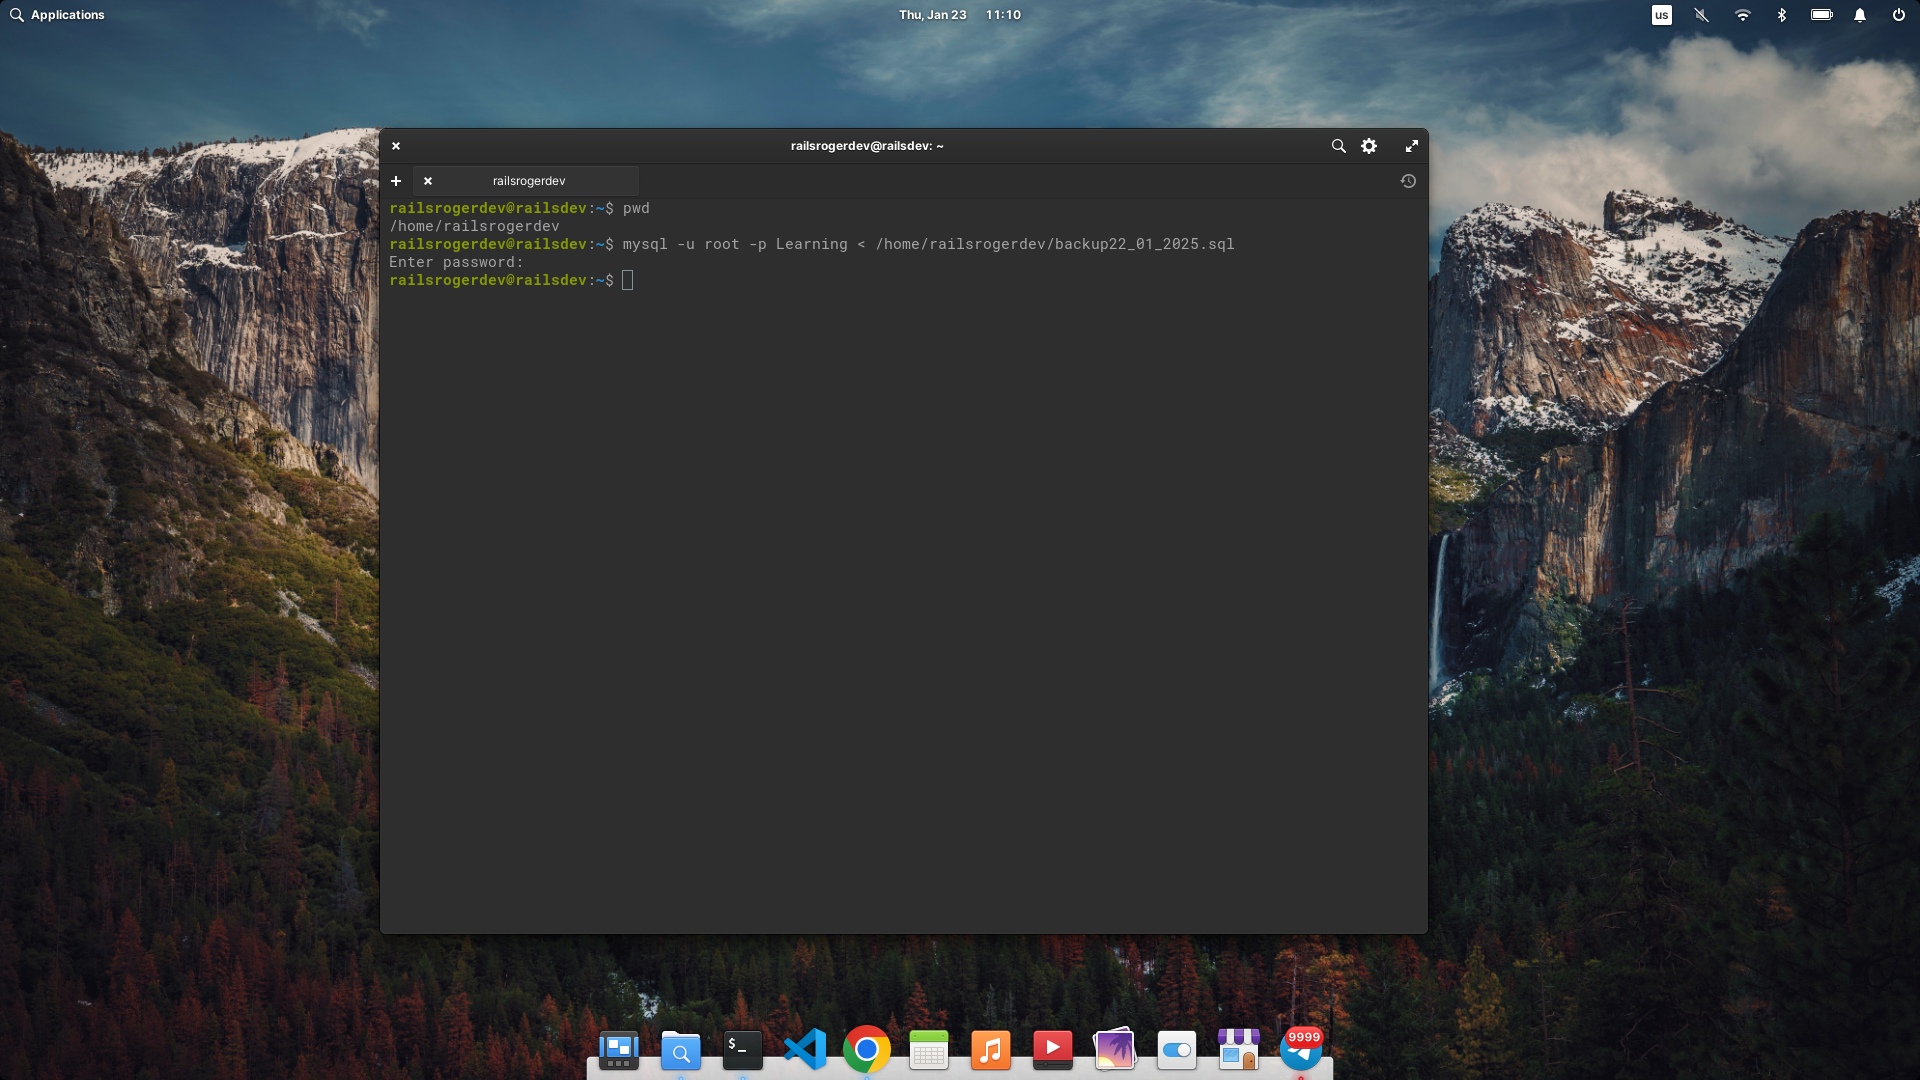 Applications
Thu, Jan 23 11:10
us
railsrogerdev@railsdev: ~
railsrogerdev
railsrogerdev@railsdev:~$ pwd
/home/railsrogerdev
railsrogerdev@railsdev:~$ mysql -u root -p Learning < /home/railsrogerdev/backup22_01_2025.sql
Enter password:
railsrogerdev@railsdev:~$
$_
9999